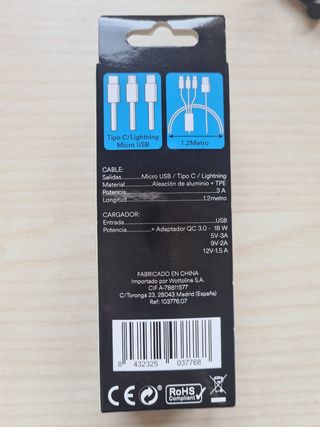 Tipo C/Lightning
Micro USB
1.2Metro
CABLE:
Salidas Micro USB / Tipo C / Lightning
Material Aleación de aluminio + TPE
Potencia 3 A
Longitud 1.2metro
CARGADOR:
Entrada USB
Potencia + Adaptador QC 3.0 - 18 W
5V-3A
9V-2A
12V-1.5 A
FABRICADO EN CHINA
Importado por Wottoline S.A.
CIF A-78811577
C/Toronga 23, 28043 Madrid (España)
Ref: 103776.07
8 432325 037768
CE RoHS
Compliant